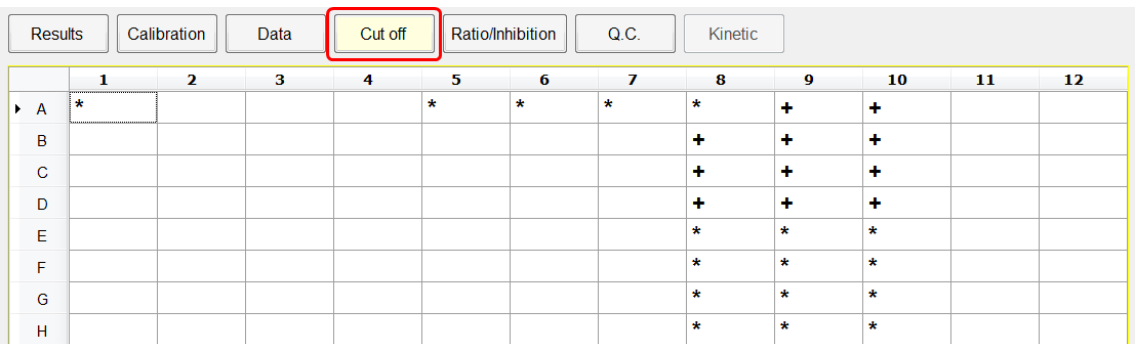 Results Calibration Data Cut off Ratio/Inhibition Q.C. Kinetic
1 2 3 4 5 6 7 8 9 10 11 12
A * * * * * + +
B + + +
C + + +
D + + +
E * * *
F * * *
G * * *
H * * *